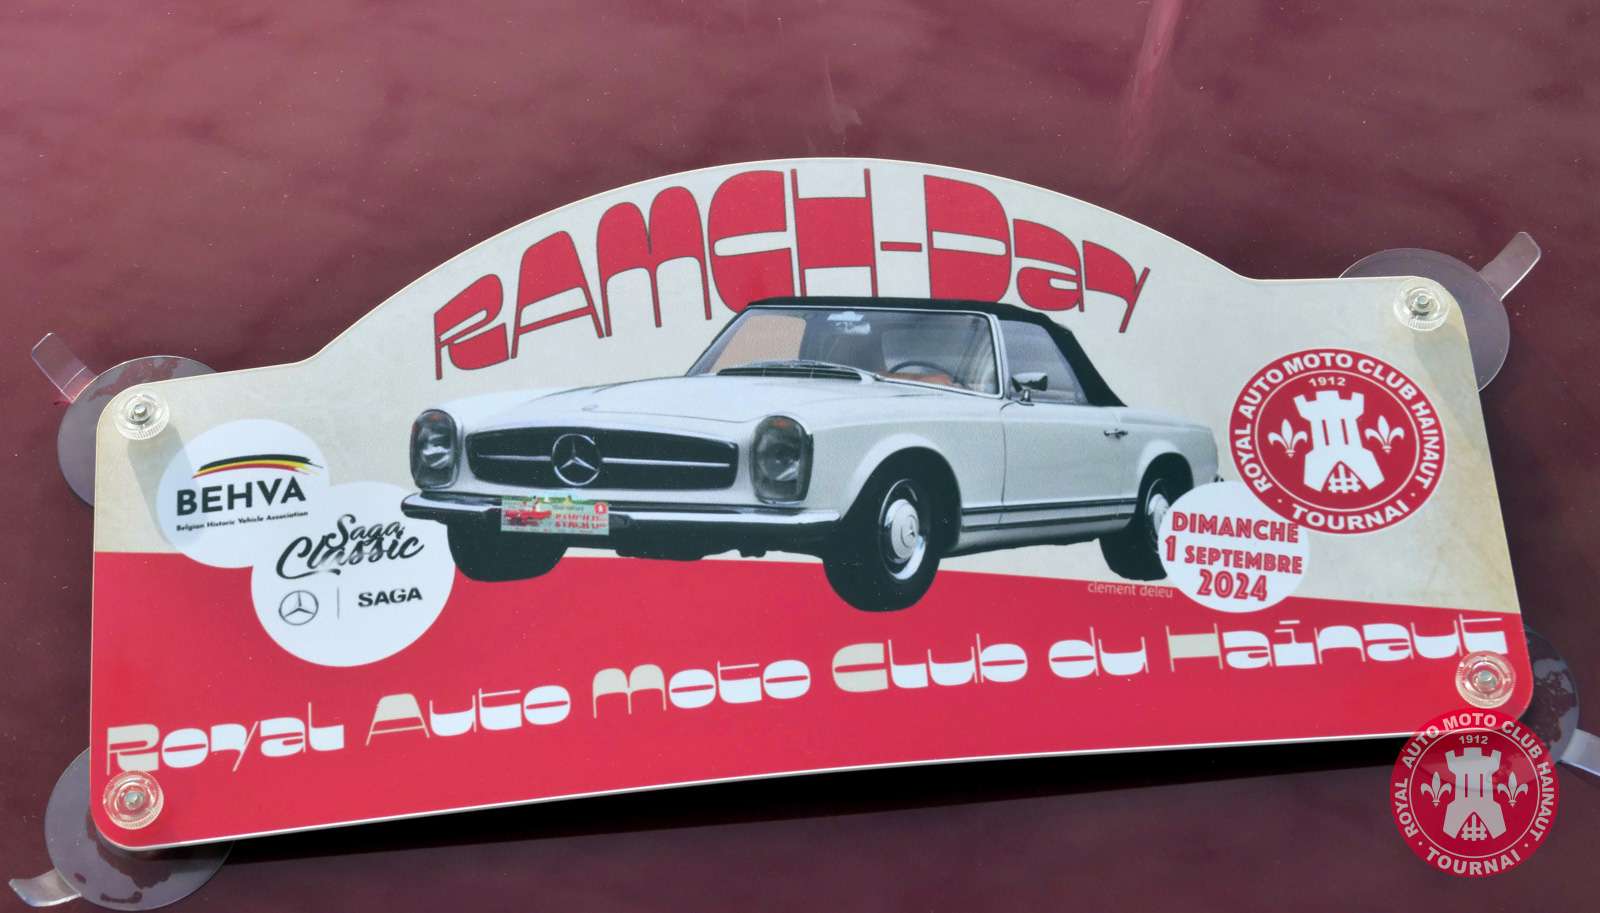 RAMCH-Day
BEHVA
Belgian Historic Vehicle Association
Saga
Classic
SAGA
ROYAL AUTO MOTO CLUB HAINAUT
1912
· TOURNAI ·
DIMANCHE
1 SEPTEMBRE
2024
clement deleu
Royal Auto Moto Club du Hainaut
ROYAL AUTO MOTO CLUB HAINAUT
1912
· TOURNAI ·